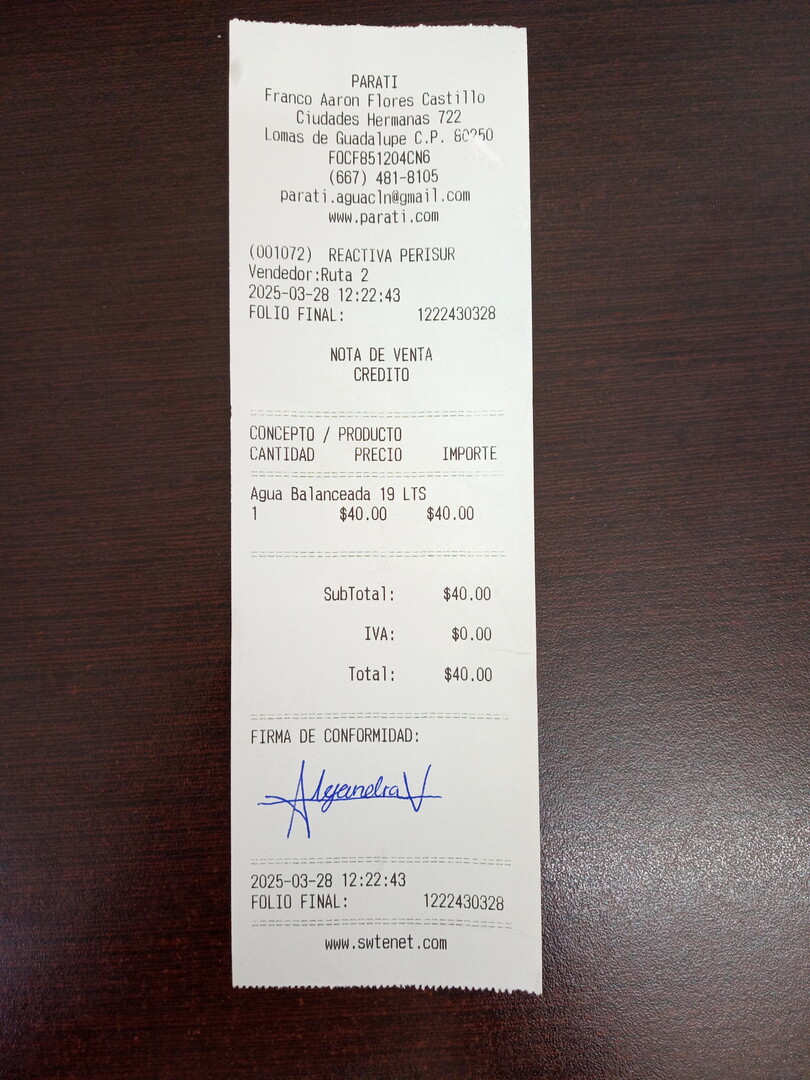 PARATI
Franco Aaron Flores Castillo
Ciudades Hermanas 722
Lomas de Guadalupe C.P. 80250
FOCF851204CN6
(667) 481-8105
parati.aguacln@gmail.com
www.parati.com
(001072) REACTIVA PERISUR
Vendedor:Ruta 2
2025-03-28 12:22:43
FOLIO FINAL: 1222430328
NOTA DE VENTA
CREDITO
CONCEPTO / PRODUCTO
CANTIDAD PRECIO IMPORTE
Agua Balanceada 19 LTS
1 $40.00 $40.00
SubTotal: $40.00
IVA: $0.00
Total: $40.00
FIRMA DE CONFORMIDAD:
Alejandra V
2025-03-28 12:22:43
FOLIO FINAL: 1222430328
www.swtenet.com